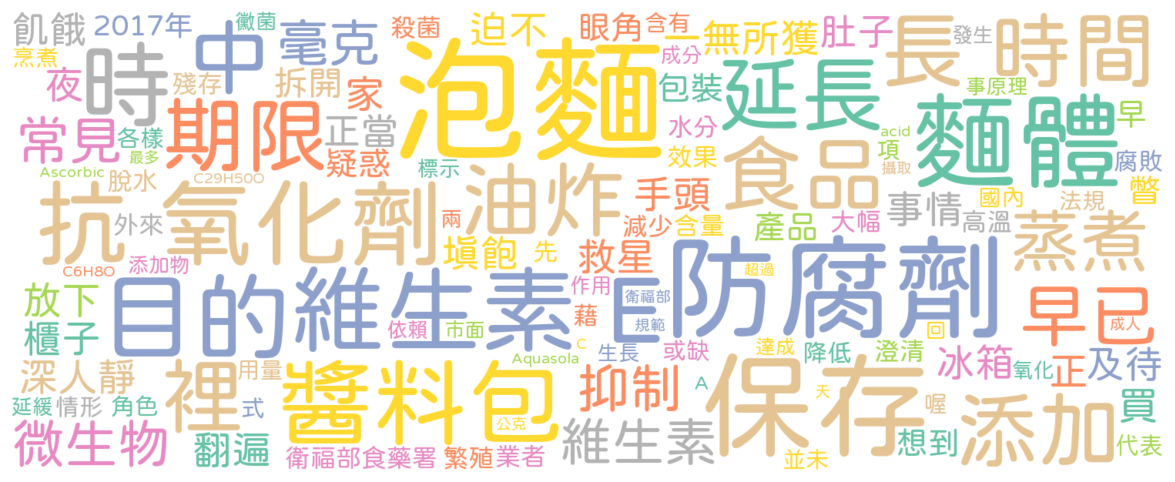 飢餓 2017年 黴菌 毫克 殺菌 迫不 眼角 含有 一無所獲 肚子 長時間 發生
烹煮 夜 時 中 殘存 拆開 家 泡麵 成分 包裝 延長 事原理 早
常見 各樣 最多 期限 正當 疑惑 標示 水分 效果 食品 acid 項 攝取 麵體 腐敗
Ascorbic 脫水 C29H50O 抗氧化劑 油炸 手頭 減少 含量 產品 大幅 事情 國內 高溫 法規 瞥
外來 兩 填飽 先 救星 蒸煮
C6H8O 添加物 目的 維生素E 作用 衛福部 超過 防腐劑
放下 櫃子 依賴 市面 藉 規範 回 早已 成人
深人靜 裡 用量 醬料包 Aquasola C 生長 或缺 達成 降低 澄清 冰箱 氧化 正 及待
延緩 情形 角色 式 抑制 A 保存 天 喔 添加 買
微生物 翻遍 衛福部食藥署 公克 繁殖 業者 維生素 並未 想到 代表